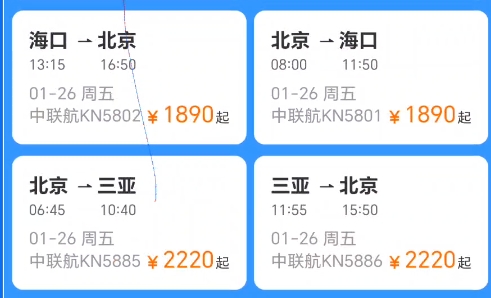 海口 ⇀ 北京
13:15 16:50
01-26 周五
中联航KN5802 ¥1890起
北京 ⇀ 海口
08:00 11:50
01-26 周五
中联航KN5801 ¥1890起
北京 ⇀ 三亚
06:45 10:40
01-26 周五
中联航KN5885 ¥2220起
三亚 ⇀ 北京
11:55 15:50
01-26 周五
中联航KN5886 ¥2220起